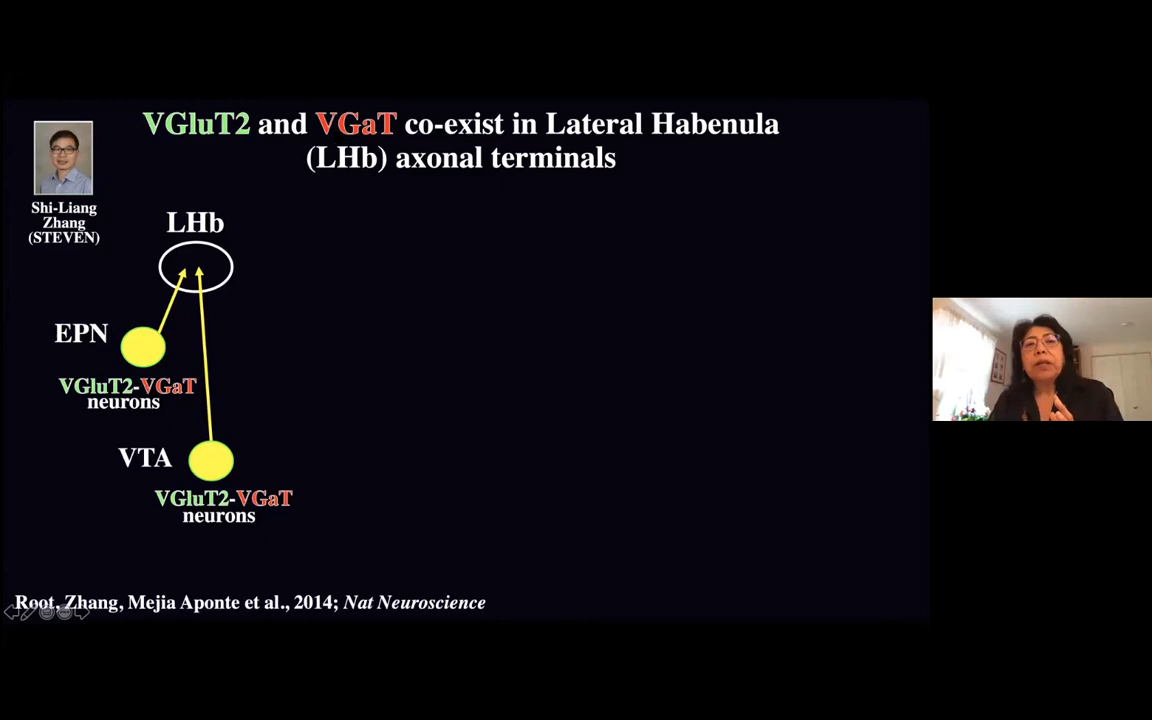 VGluT2 and VGaT co-exist in Lateral Habenula
(LHb) axonal terminals
Shi-Liang
Zhang
(STEVEN)
LHb
EPN
VGluT2-VGaT
neurons
VTA
VGluT2-VGaT
neurons
Root, Zhang, Mejia Aponte et al., 2014; Nat Neuroscience